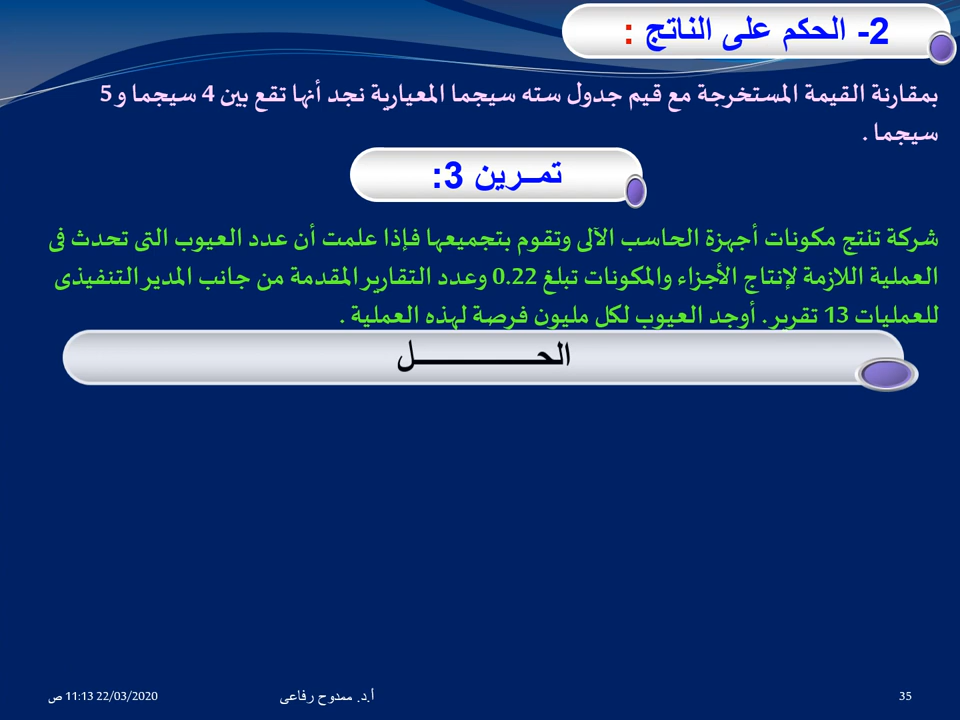 2- الحكم على الناتج :
بمقارنة القيمة المستخرجة مع قيم جدول سته سيجما المعيارية نجد أنها تقع بين 4 سيجما و5
سيجما .
تمــرين 3:
شركة تنتج مكونات أجهزة الحاسب الآلى وتقوم بتجميعها فإذا علمت أن عدد العيوب التى تحدث فى
العملية اللازمة لإنتاج الأجزاء والمكونات تبلغ 0.22 وعدد التقارير المقدمة من جانب المدير التنفيذى
للعمليات 13 تقرير. أوجد العيوب لكل مليون فرصة لهذه العملية .
الحـــــــــــــــــل
22/03/2020 11:13 ص
أ.د. ممدوح رفاعى
35